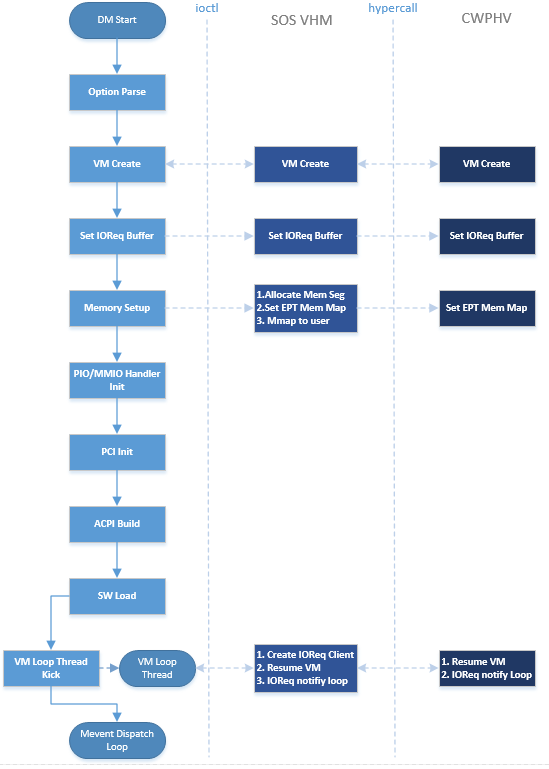 ioctl
SOS VHM
hypercall
CWPHV
DM Start
Option Parse
VM Create
VM Create
VM Create
Set IOReq Buffer
Set IOReq Buffer
Set IOReq Buffer
Memory Setup
1.Allocate Mem Seg
2.Set EPT Mem Map
3. Mmap to user
Set EPT Mem Map
PIO/MMIO Handler
Init
PCI Init
ACPI Build
SW Load
VM Loop Thread
Kick
VM Loop
Thread
1. Create IOReq Client
2. Resume VM
3. IOReq notifiy loop
1. Resume VM
2. IOReq notify Loop
Mevent Dispatch
Loop